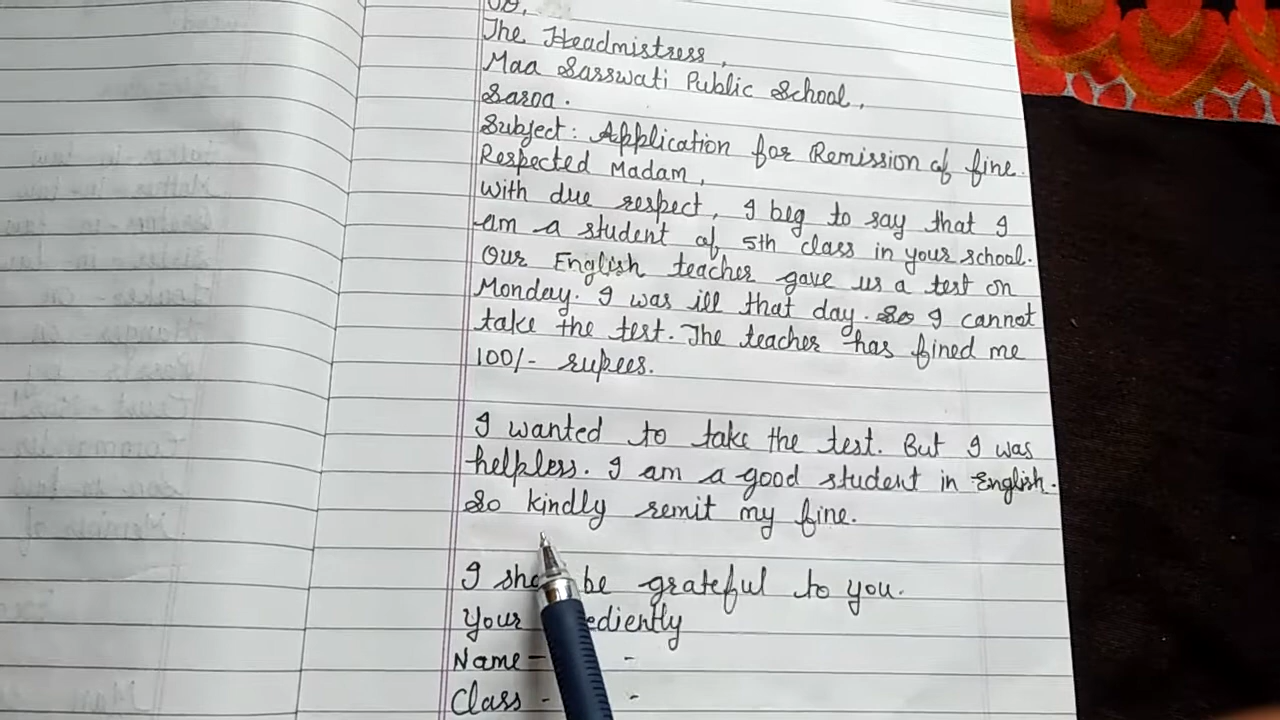 The Headmistress,
Maa Sarswati Public School,
Saroa.
Subject: Application for Remission of fine.
Respected Madam,
With due respect, I beg to say that I
am a student of 5th class in your school.
Our English teacher gave us a test on
Monday. I was ill that day. So I cannot
take the test. The teacher has fined me
100/- rupees.
I wanted to take the test. But I was
helpless. I am a good student in English.
So kindly remit my fine.
I be grateful to you.
Your
Name - -
Class - -